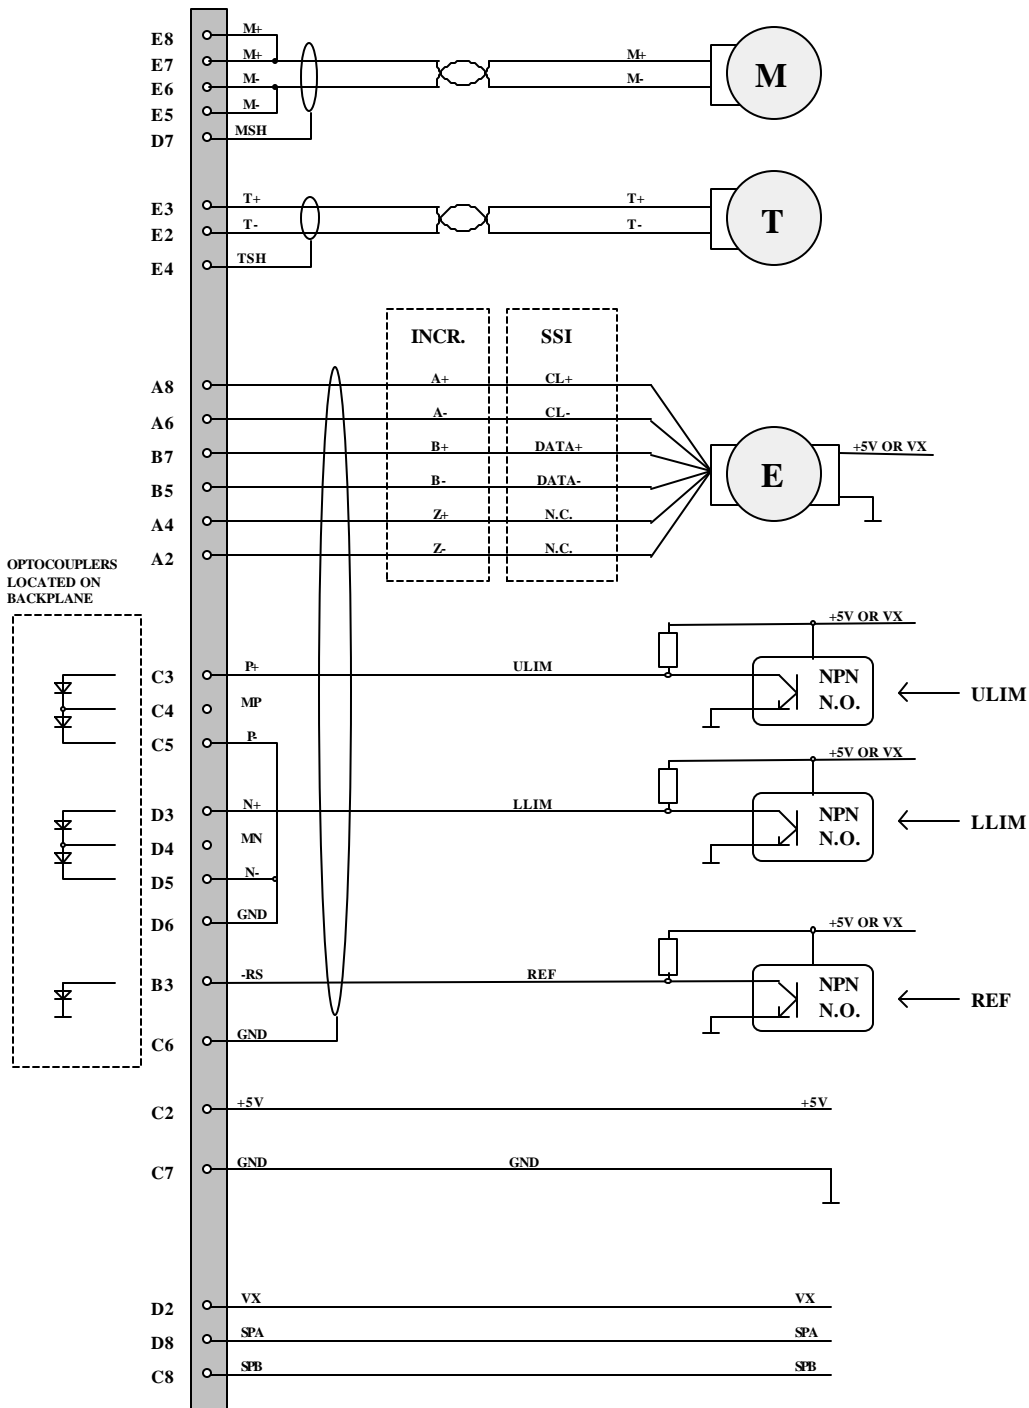 E8 M+
E7 M+ M+
E6 M- M-
E5 M-
D7 MSH
M
E3 T+ T+
E2 T- T-
E4 TSH
T
INCR. SSI
A8 A+ CL+
A6 A- CL-
B7 B+ DATA+
B5 B- DATA-
A4 Z+ N.C.
A2 Z- N.C.
E
+5V OR VX
OPTOCOUPLERS
LOCATED ON
BACKPLANE
+5V OR VX
C3 P+ ULIM
C4 MP
C5 P-
NPN
N.O.
ULIM
+5V OR VX
D3 N+ LLIM
D4 MN
D5 N-
D6 GND
NPN
N.O.
LLIM
+5V OR VX
B3 -RS REF
C6 GND
NPN
N.O.
REF
C2 +5V +5V
C7 GND GND
D2 VX VX
D8 SPA SPA
C8 SPB SPB